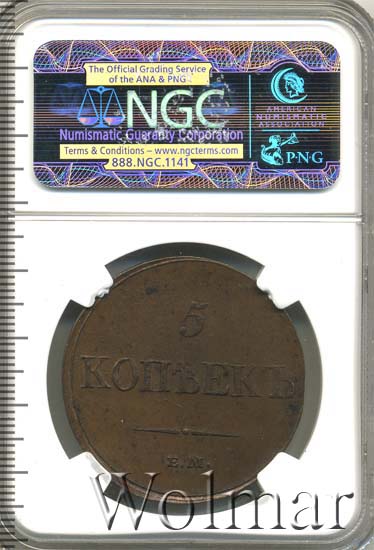 The Official Grading Service
of the ANA & PNG
NGC
Numismatic Guaranty Corporation
Terms & Conditions – www.ngcterms.com
888.NGC.1141
AMERICAN
NUMISMATIC
ASSOCIATION
PNG
5
КОПѢЕКЪ
Е.М.
Wolmar